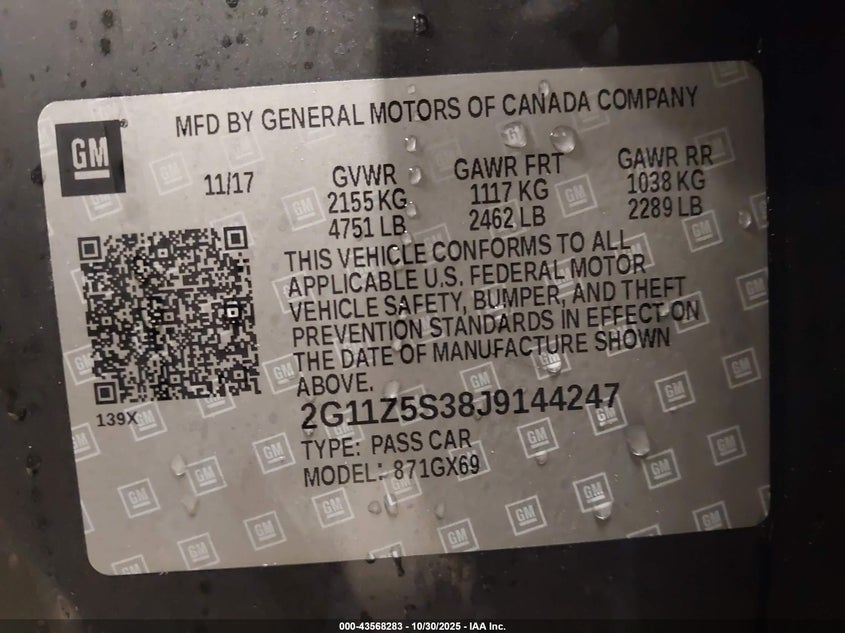 MFD BY GENERAL MOTORS OF CANADA COMPANY
GM
11/17
GVWR
2155 KG
4751 LB
GAWR FRT
1117 KG
2462 LB
GAWR RR
1038 KG
2289 LB
THIS VEHICLE CONFORMS TO ALL
APPLICABLE U.S. FEDERAL MOTOR
VEHICLE SAFETY, BUMPER, AND THEFT
PREVENTION STANDARDS IN EFFECT ON
THE DATE OF MANUFACTURE SHOWN
ABOVE.
139X
2G11Z5S38J9144247
TYPE: PASS CAR
MODEL: 871GX69
000-43568283 - 10/30/2025 - IAA Inc.